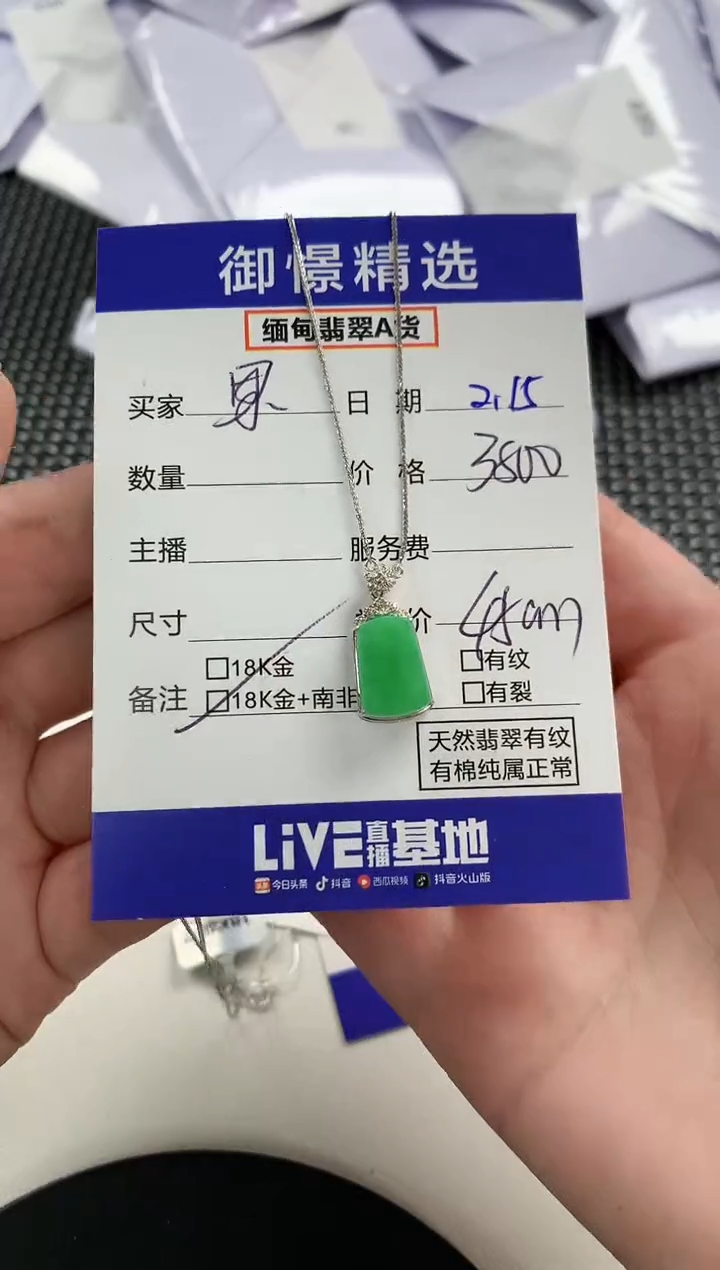 御憬精选
缅甸翡翠A货
买家 果 日期 2.15
数量 价格 3800
主播 服务费
尺寸 价 45cm
□18K金 □有纹
备注 □18K金+南非 □有裂
天然翡翠有纹
有棉纯属正常
LiVE直播基地
今日头条 抖音 西瓜视频 抖音火山版